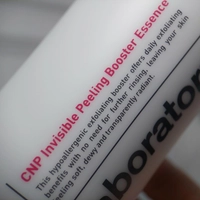 CNP Invisible Peeling Booster Essence
This hypoallergenic exfoliating booster offers daily exfoliating
benefits with no need for further rinsing, leaving your skin
feeling soft, dewy and transparently radiant.